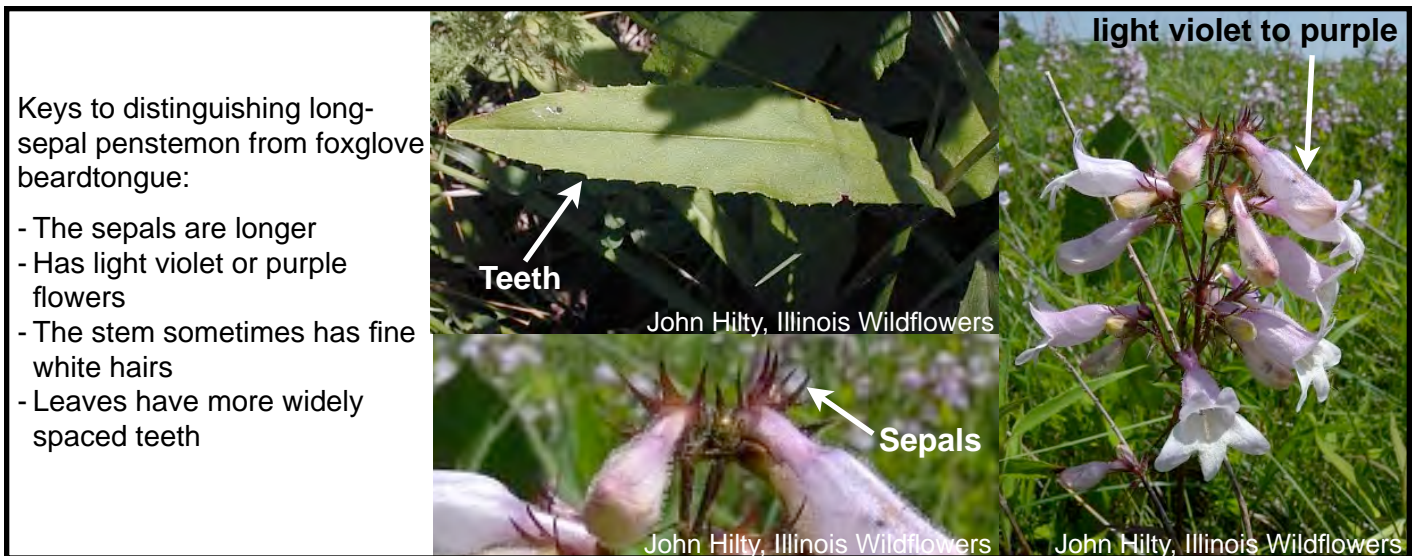 Keys to distinguishing long-
sepal penstemon from foxglove
beardtongue:
- The sepals are longer
- Has light violet or purple
flowers
- The stem sometimes has fine
white hairs
- Leaves have more widely
spaced teeth
Teeth
John Hilty, Illinois Wildflowers
Sepals
John Hilty, Illinois Wildflowers
light violet to purple
John Hilty, Illinois Wildflowers